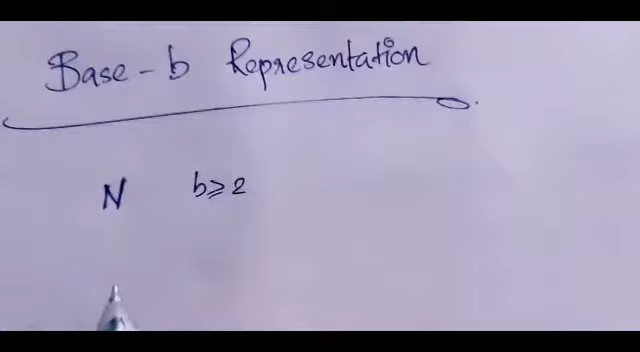 Base - b Representation
N b ⩾ 2